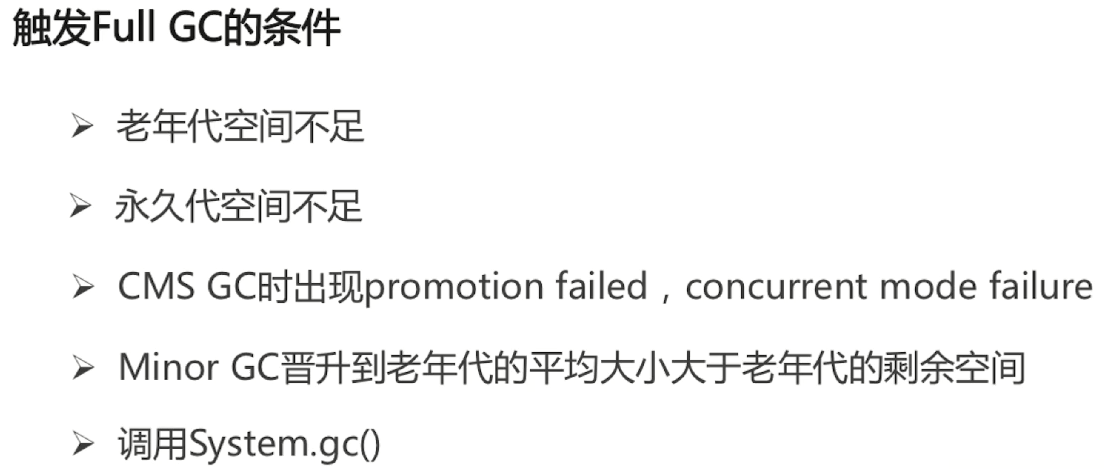 触发Full GC的条件
➢ 老年代空间不足
➢ 永久代空间不足
➢ CMS GC时出现promotion failed，concurrent mode failure
➢ Minor GC晋升到老年代的平均大小大于老年代的剩余空间
➢ 调用System.gc()